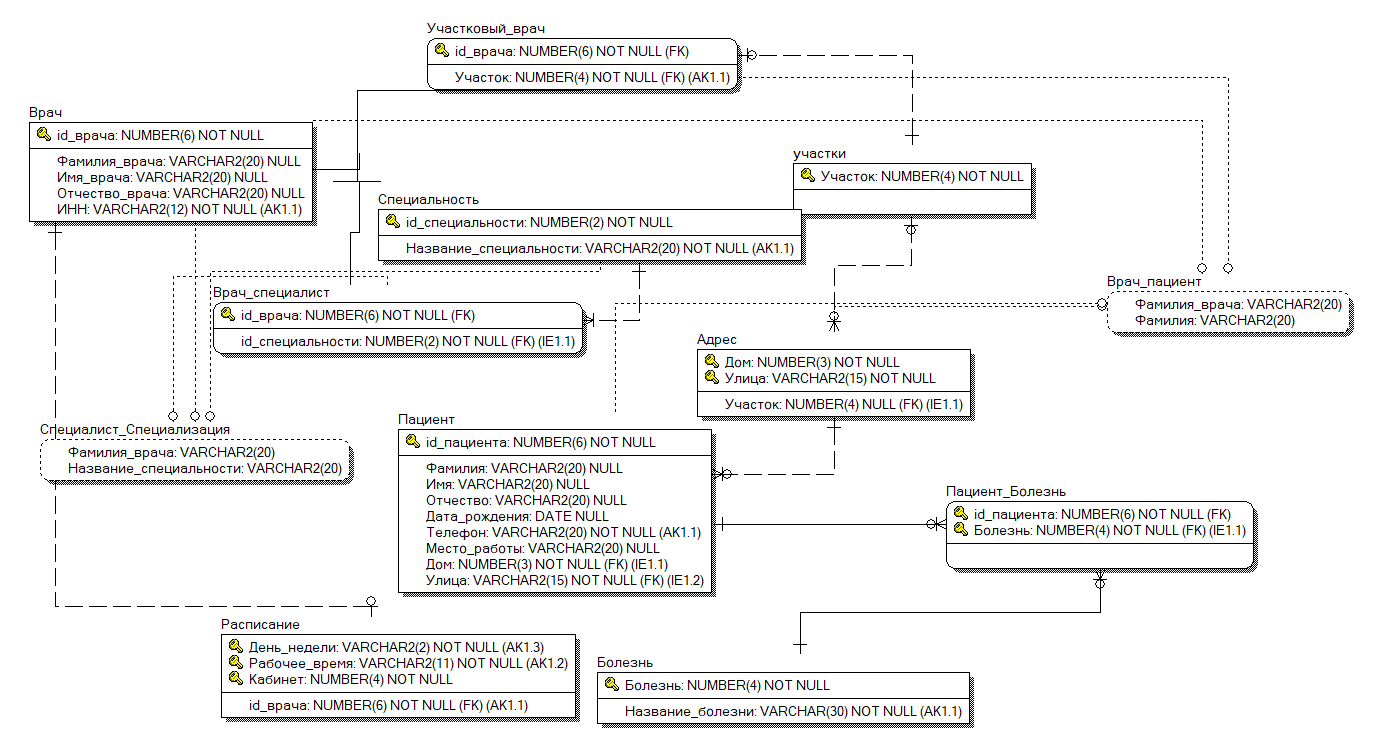 Участковый_врач
id_врача: NUMBER(6) NOT NULL (FK)
Участок: NUMBER(4) NOT NULL (FK) (AK1.1)
Врач
id_врача: NUMBER(6) NOT NULL
Фамилия_врача: VARCHAR2(20) NULL
Имя_врача: VARCHAR2(20) NULL
Отчество_врача: VARCHAR2(20) NULL
ИНН: VARCHAR2(12) NOT NULL (AK1.1)
участки
Участок: NUMBER(4) NOT NULL
Специальность
id_специальности: NUMBER(2) NOT NULL
Название_специальности: VARCHAR2(20) NOT NULL (AK1.1)
Врач_специалист
id_врача: NUMBER(6) NOT NULL (FK)
id_специальности: NUMBER(2) NOT NULL (FK) (IE1.1)
Врач_пациент
Фамилия_врача: VARCHAR2(20)
Фамилия: VARCHAR2(20)
Адрес
Дом: NUMBER(3) NOT NULL
Улица: VARCHAR2(15) NOT NULL
Участок: NUMBER(4) NULL (FK) (IE1.1)
Специалист_Специализация
Фамилия_врача: VARCHAR2(20)
Название_специальности: VARCHAR2(20)
Пациент
id_пациента: NUMBER(6) NOT NULL
Фамилия: VARCHAR2(20) NULL
Имя: VARCHAR2(20) NULL
Отчество: VARCHAR2(20) NULL
Дата_рождения: DATE NULL
Телефон: VARCHAR2(20) NOT NULL (AK1.1)
Место_работы: VARCHAR2(20) NULL
Дом: NUMBER(3) NOT NULL (FK) (IE1.1)
Улица: VARCHAR2(15) NOT NULL (FK) (IE1.2)
Пациент_Болезнь
id_пациента: NUMBER(6) NOT NULL (FK)
Болезнь: NUMBER(4) NOT NULL (FK) (IE1.1)
Расписание
День_недели: VARCHAR2(2) NOT NULL (AK1.3)
Рабочее_время: VARCHAR2(11) NOT NULL (AK1.2)
Кабинет: NUMBER(4) NOT NULL
id_врача: NUMBER(6) NOT NULL (FK) (AK1.1)
Болезнь
Болезнь: NUMBER(4) NOT NULL
Название_болезни: VARCHAR(30) NOT NULL (AK1.1)